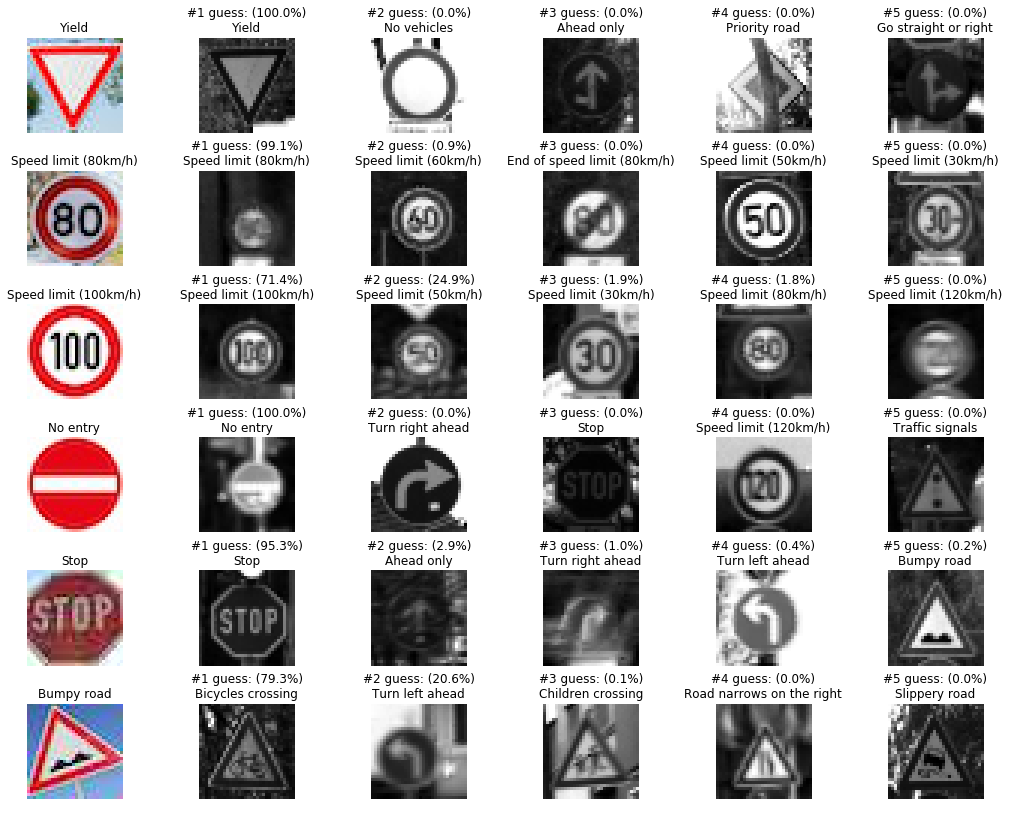 #1 guess: (100.0%) #2 guess: (0.0%) #3 guess: (0.0%) #4 guess: (0.0%) #5 guess: (0.0%)
Yield Yield No vehicles Ahead only Priority road Go straight or right
#1 guess: (99.1%) #2 guess: (0.9%) #3 guess: (0.0%) #4 guess: (0.0%) #5 guess: (0.0%)
Speed limit (80km/h) Speed limit (80km/h) Speed limit (60km/h) End of speed limit (80km/h) Speed limit (50km/h) Speed limit (30km/h)
80 60 80 50 30
#1 guess: (71.4%) #2 guess: (24.9%) #3 guess: (1.9%) #4 guess: (1.8%) #5 guess: (0.0%)
Speed limit (100km/h) Speed limit (100km/h) Speed limit (50km/h) Speed limit (30km/h) Speed limit (80km/h) Speed limit (120km/h)
100 100 50 30 80
#1 guess: (100.0%) #2 guess: (0.0%) #3 guess: (0.0%) #4 guess: (0.0%) #5 guess: (0.0%)
No entry No entry Turn right ahead Stop Speed limit (120km/h) Traffic signals
STOP 120
#1 guess: (95.3%) #2 guess: (2.9%) #3 guess: (1.0%) #4 guess: (0.4%) #5 guess: (0.2%)
Stop Stop Ahead only Turn right ahead Turn left ahead Bumpy road
STOP STOP
#1 guess: (79.3%) #2 guess: (20.6%) #3 guess: (0.1%) #4 guess: (0.0%) #5 guess: (0.0%)
Bumpy road Bicycles crossing Turn left ahead Children crossing Road narrows on the right Slippery road